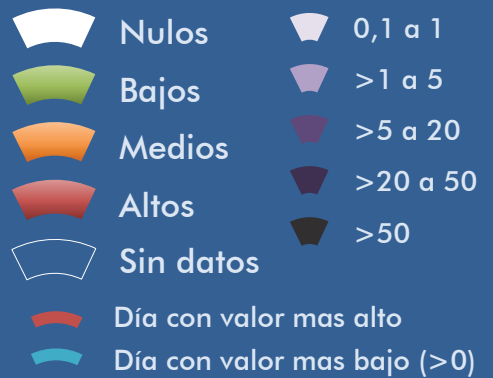 Nulos
Bajos
Medios
Altos
Sin datos
0,1 a 1
>1 a 5
>5 a 20
>20 a 50
>50
Día con valor mas alto
Día con valor mas bajo (>0)